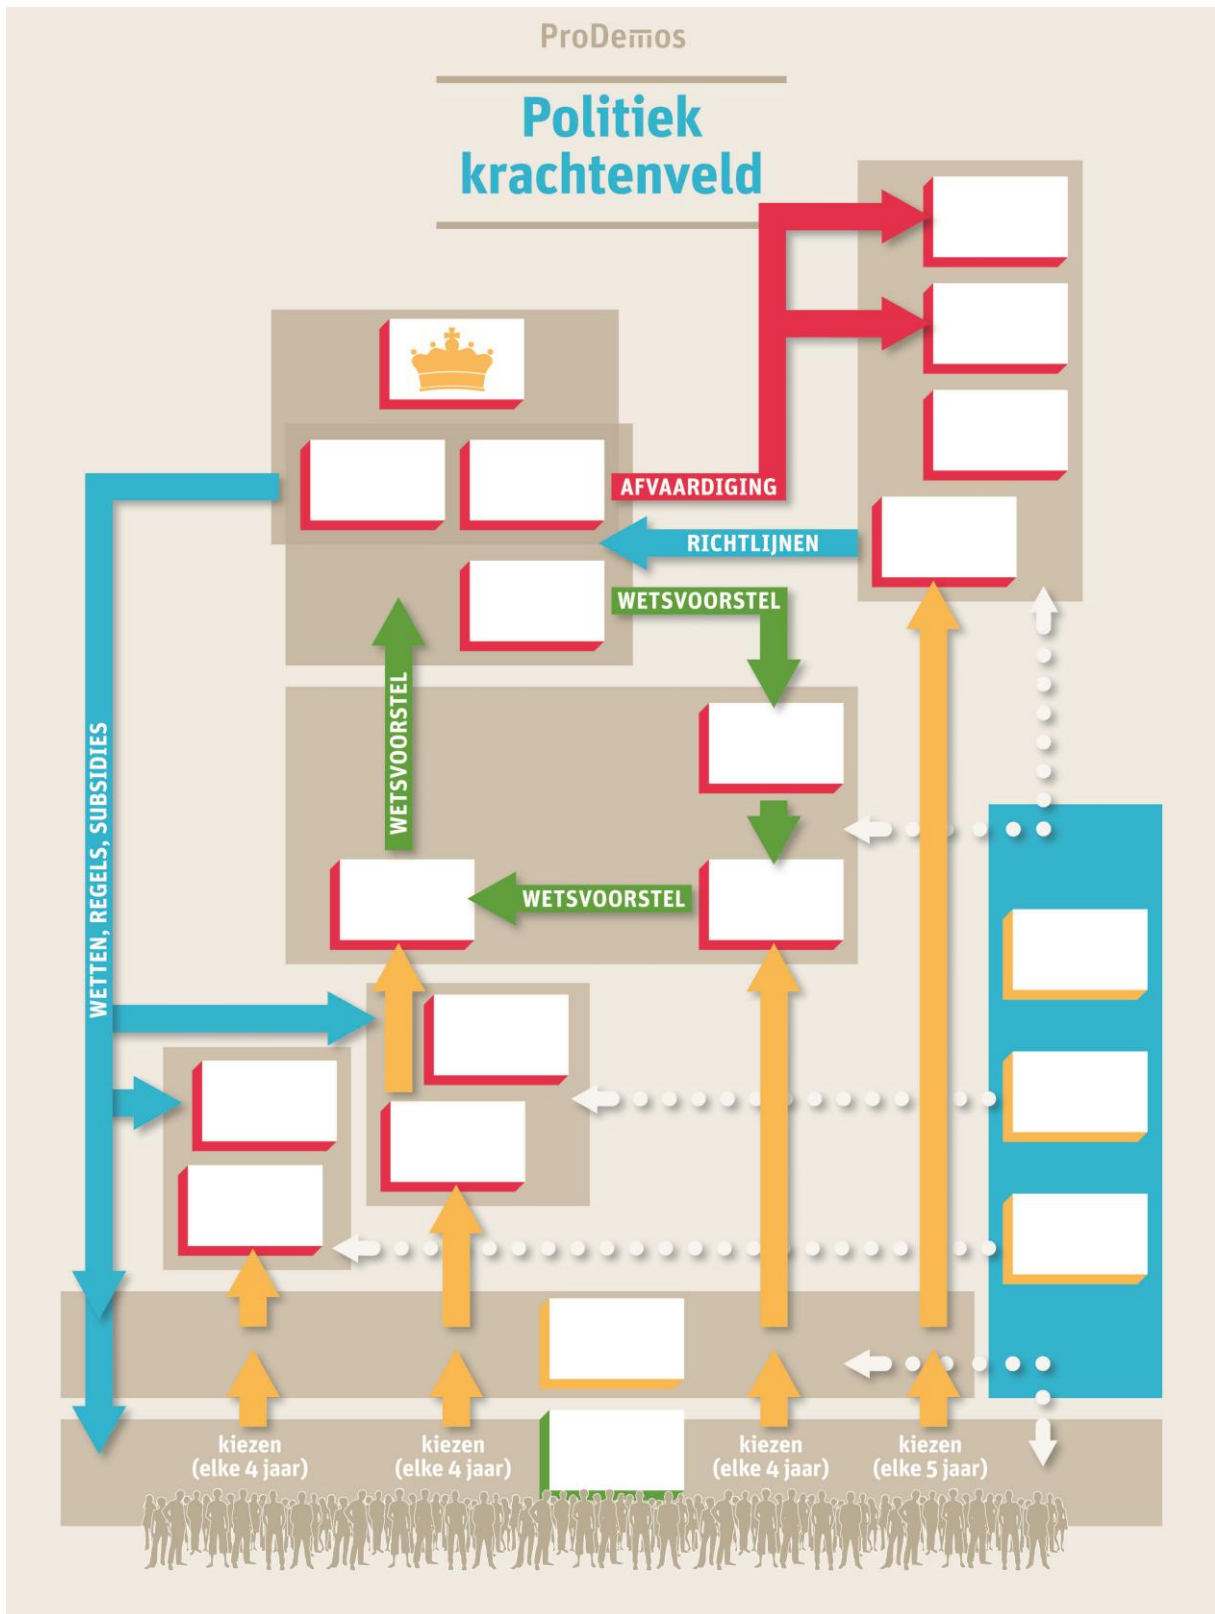 ProDemos
Politiek
krachtenveld
AFVAARDIGING
RICHTLIJNEN
WETSVOORSTEL
WETSVOORSTEL
WETSVOORSTEL
WETTEN, REGELS, SUBSIDIES
kiezen
(elke 4 jaar)
kiezen
(elke 4 jaar)
kiezen
(elke 4 jaar)
kiezen
(elke 5 jaar)